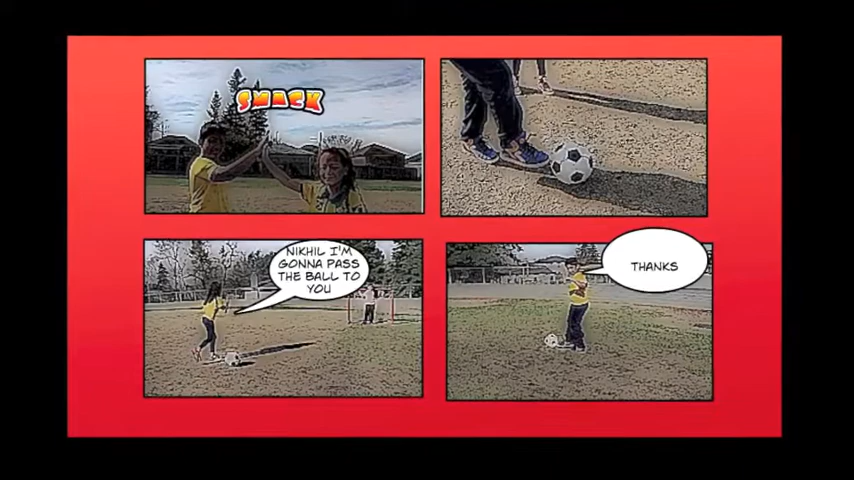 SMACK
NIKHIL I'M
GONNA PASS
THE BALL TO
YOU
THANKS